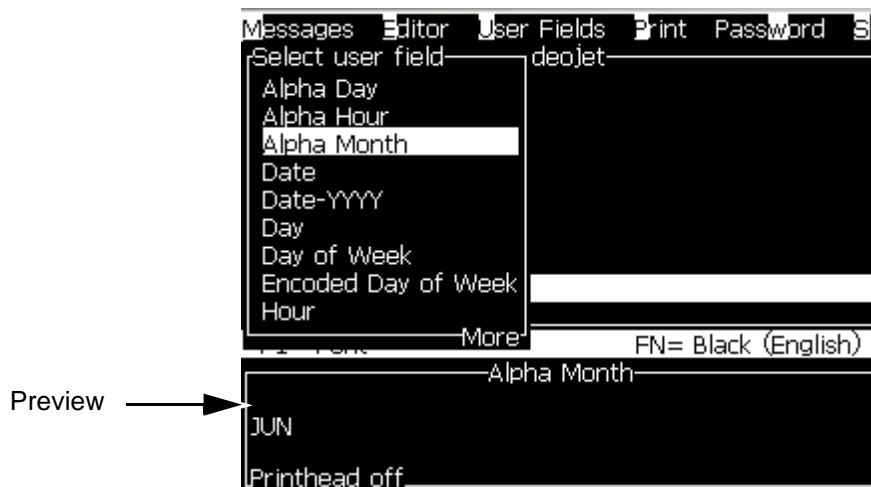 Messages Editor User Fields Print Password
Select user field deojet
Alpha Day
Alpha Hour
Alpha Month
Date
Date-YYYY
Day
Day of Week
Encoded Day of Week
Hour
More
FN= Black (English)
Alpha Month
Preview
JUN
Printhead off